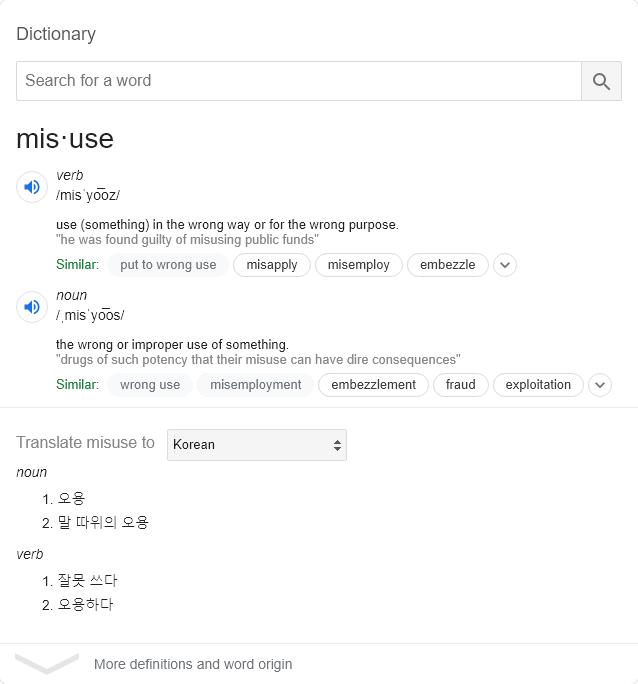 Dictionary
Search for a word
mis·use
verb
/misˈyo͞oz/
use (something) in the wrong way or for the wrong purpose.
"he was found guilty of misusing public funds"
Similar: put to wrong use misapply misemploy embezzle
noun
/ˌmisˈyo͞os/
the wrong or improper use of something.
"drugs of such potency that their misuse can have dire consequences"
Similar: wrong use misemployment embezzlement fraud exploitation
Translate misuse to Korean
noun
1. 오용
2. 말 따위의 오용
verb
1. 잘못 쓰다
2. 오용하다
More definitions and word origin